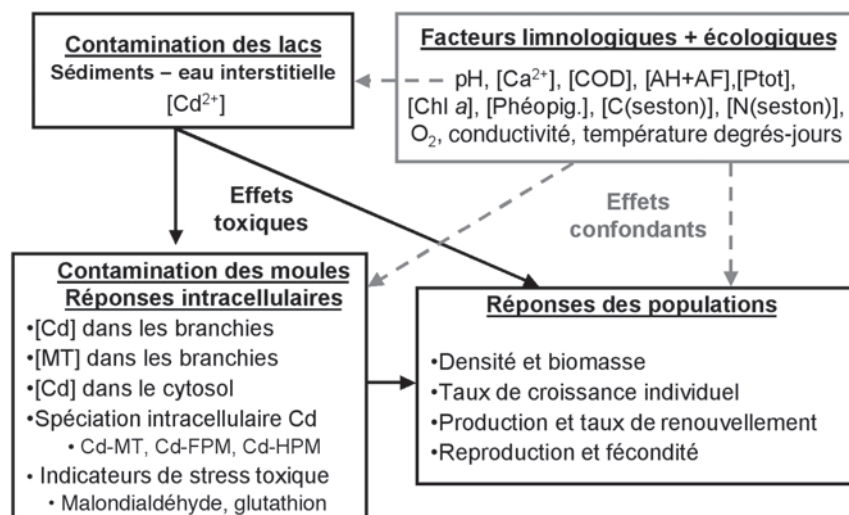 Contamination des lacs
Sédiments – eau interstitielle
[Cd²⁺]
Facteurs limnologiques + écologiques
pH, [Ca²⁺], [COD], [AH+AF],[Ptot],
[Chl a], [Phéopig.], [C(seston)], [N(seston)],
O₂, conductivité, température degrés-jours
Effets
toxiques
Effets
confondants
Contamination des moules
Réponses intracellulaires
•[Cd] dans les branchies
•[MT] dans les branchies
•[Cd] dans le cytosol
•Spéciation intracellulaire Cd
• Cd-MT, Cd-FPM, Cd-HPM
• Indicateurs de stress toxique
• Malondialdéhyde, glutathion
Réponses des populations
•Densité et biomasse
•Taux de croissance individuel
•Production et taux de renouvellement
•Reproduction et fécondité